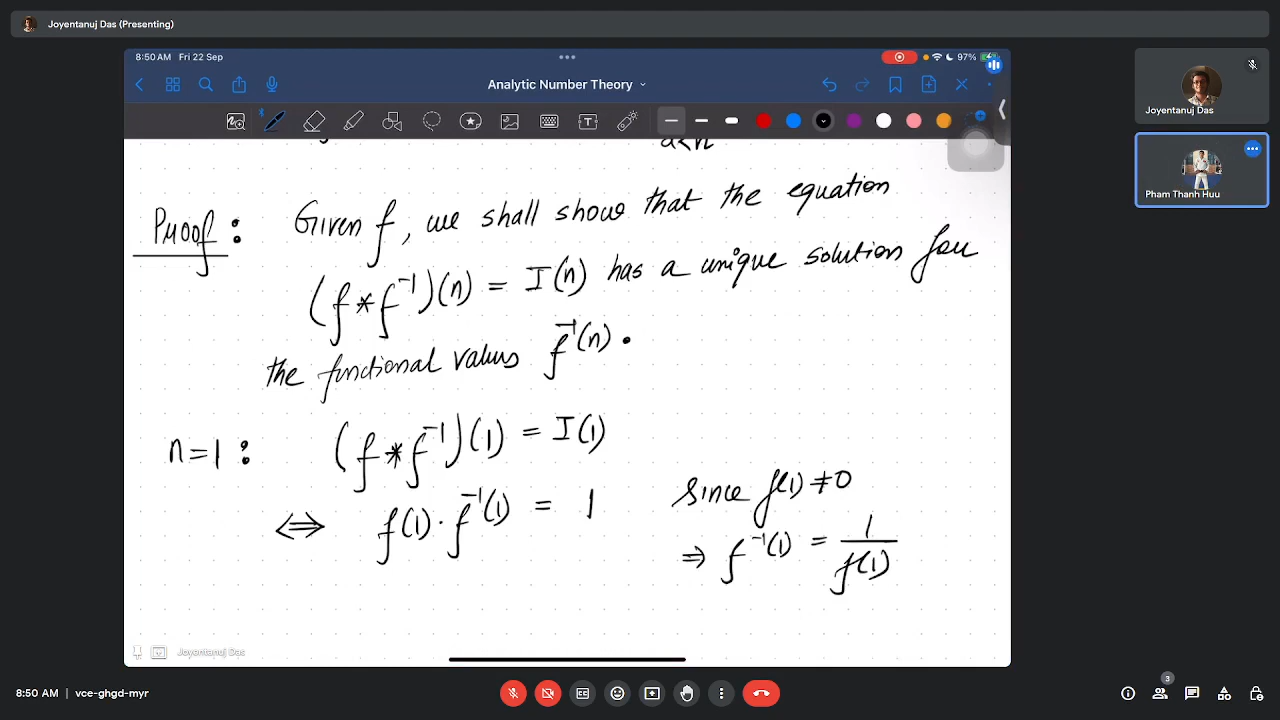 Joyentanuj Das (Presenting)
8:50 AM Fri 22 Sep
97%
Analytic Number Theory
Joyentanuj Das
Pham Thanh Huu
d<n
Proof : Given f, we shall show that the equation
(f*f⁻¹)(n) = I(n) has a unique solution for
the functional values f⁻¹(n).
n=1 : (f*f⁻¹)(1) = I(1)
⇔ f(1)·f⁻¹(1) = 1
since f(1)≠0
⇒ f⁻¹(1) = 1/f(1)
Joyentanuj Das
8:50 AM | vce-ghgd-myr
3